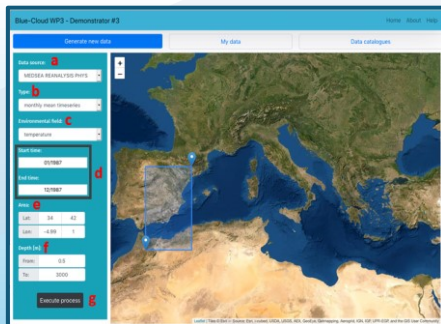 Blue-Cloud WP3 - Demonstrator #3
Home About Help
Generate new data
My data
Data catalogues
Data source: a
MEDSEA REANALYSIS PHYS
Type: b
monthly mean timeseries
Environmental field: c
temperature
Start time:
01/1987
d
End time:
12/1987
Area: e
Lat: 34 42
Lon: -4.99 1
Depth [m]: f
From: 0.5
To: 3000
Execute process g
+
−